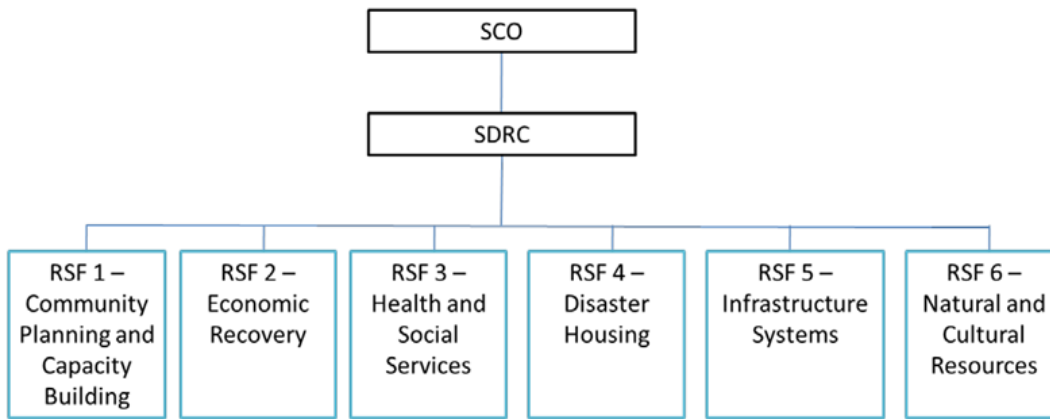 SCO
SDRC
RSF 1 –
Community
Planning and
Capacity
Building
RSF 2 –
Economic
Recovery
RSF 3 –
Health and
Social
Services
RSF 4 –
Disaster
Housing
RSF 5 –
Infrastructure
Systems
RSF 6 –
Natural and
Cultural
Resources